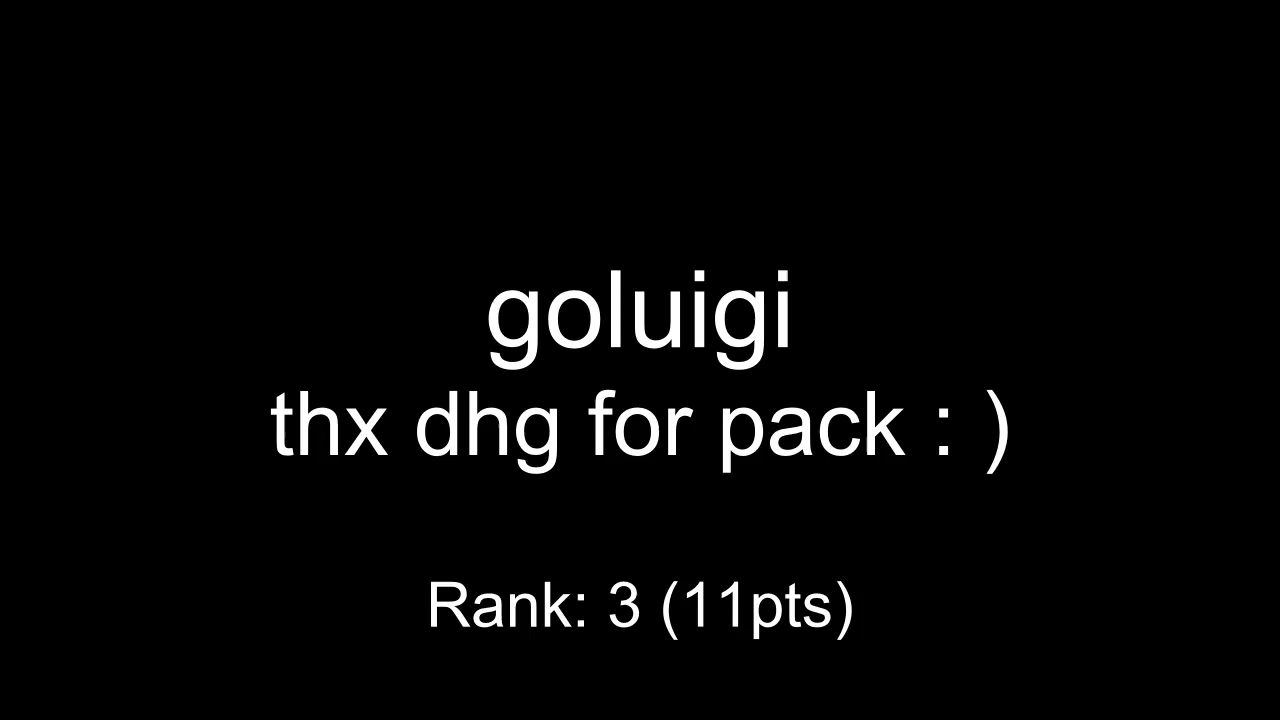 goluigi
thx dhg for pack : )
Rank: 3 (11pts)